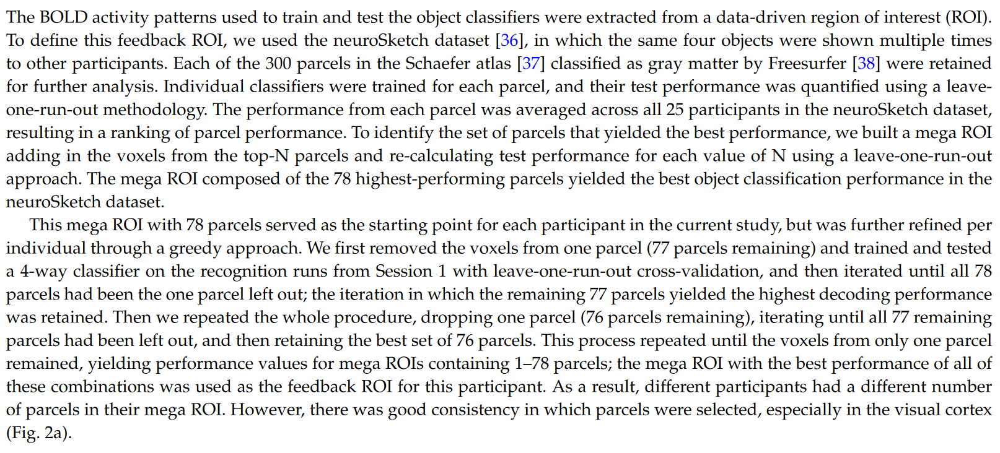 The BOLD activity patterns used to train and test the object classifiers were extracted from a data-driven region of interest (ROI).
To define this feedback ROI, we used the neuroSketch dataset [36], in which the same four objects were shown multiple times
to other participants. Each of the 300 parcels in the Schaefer atlas [37] classified as gray matter by Freesurfer [38] were retained
for further analysis. Individual classifiers were trained for each parcel, and their test performance was quantified using a leave-
one-run-out methodology. The performance from each parcel was averaged across all 25 participants in the neuroSketch dataset,
resulting in a ranking of parcel performance. To identify the set of parcels that yielded the best performance, we built a mega ROI
adding in the voxels from the top-N parcels and re-calculating test performance for each value of N using a leave-one-run-out
approach. The mega ROI composed of the 78 highest-performing parcels yielded the best object classification performance in the
neuroSketch dataset.
This mega ROI with 78 parcels served as the starting point for each participant in the current study, but was further refined per
individual through a greedy approach. We first removed the voxels from one parcel (77 parcels remaining) and trained and tested
a 4-way classifier on the recognition runs from Session 1 with leave-one-run-out cross-validation, and then iterated until all 78
parcels had been the one parcel left out; the iteration in which the remaining 77 parcels yielded the highest decoding performance
was retained. Then we repeated the whole procedure, dropping one parcel (76 parcels remaining), iterating until all 77 remaining
parcels had been left out, and then retaining the best set of 76 parcels. This process repeated until the voxels from only one parcel
remained, yielding performance values for mega ROIs containing 1–78 parcels; the mega ROI with the best performance of all of
these combinations was used as the feedback ROI for this participant. As a result, different participants had a different number
of parcels in their mega ROI. However, there was good consistency in which parcels were selected, especially in the visual cortex
(Fig. 2a).